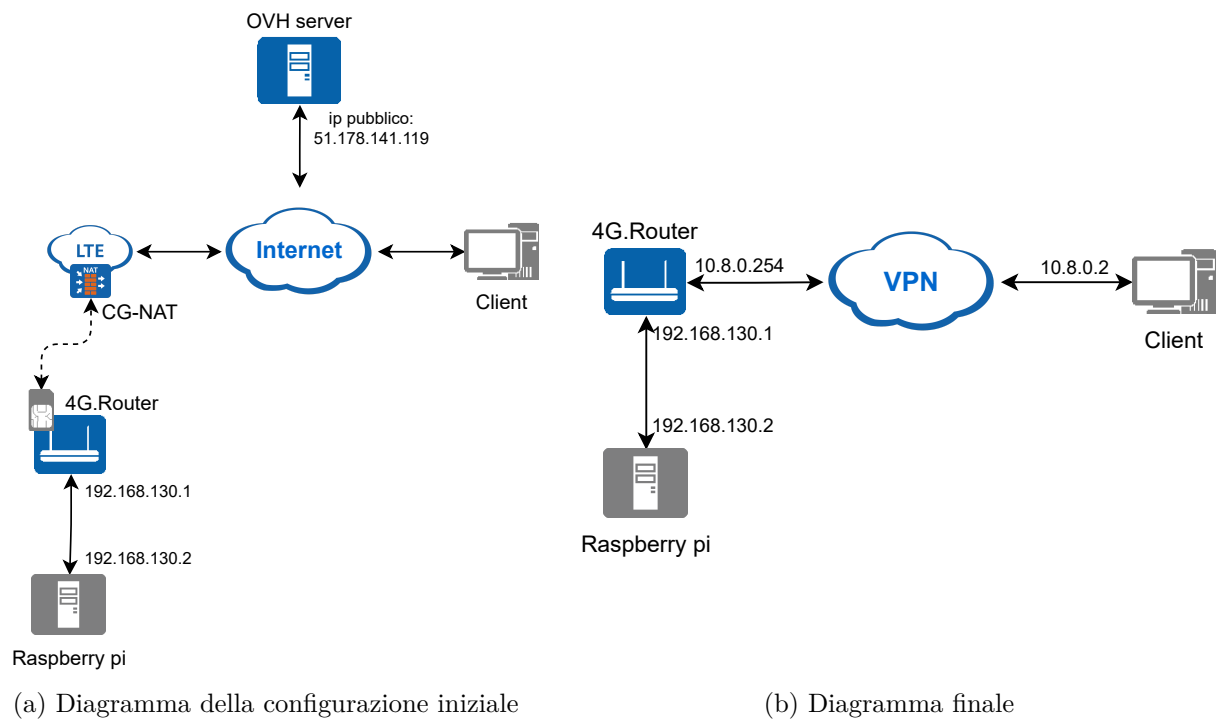 OVH server
ip pubblico:
51.178.141.119
LTE
NAT
CG-NAT
Internet
Client
4G.Router
192.168.130.1
192.168.130.2
Raspberry pi
(a) Diagramma della configurazione iniziale
4G.Router
10.8.0.254
VPN
10.8.0.2
Client
192.168.130.1
192.168.130.2
Raspberry pi
(b) Diagramma finale